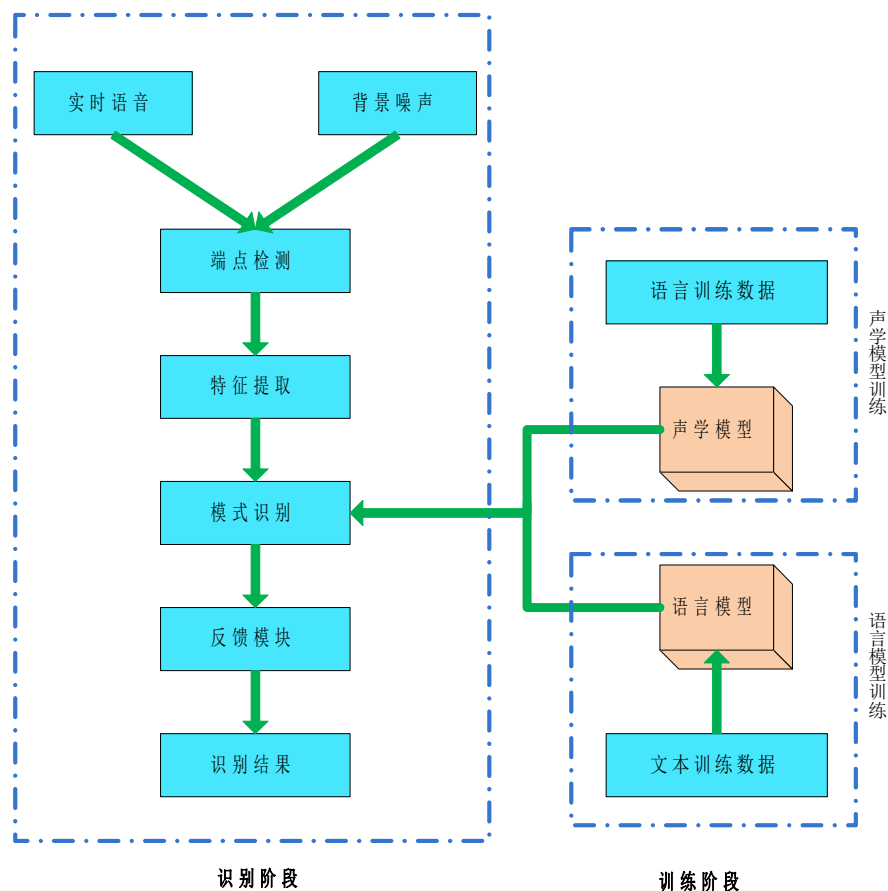 实时语音
背景噪声
端点检测
特征提取
模式识别
反馈模块
识别结果
识别阶段
语言训练数据
声学模型
声学模型训练
语言模型
文本训练数据
语言模型训练
训练阶段